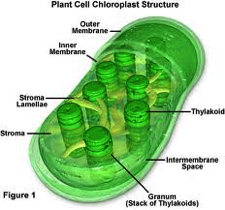 Plant Cell Chloroplast Structure
Outer
Membrane
Inner
Membrane
Stroma
Lamellae
Thylakoid
Stroma
Intermembrane
Space
Granum
(Stack of Thylakoids)
Figure 1